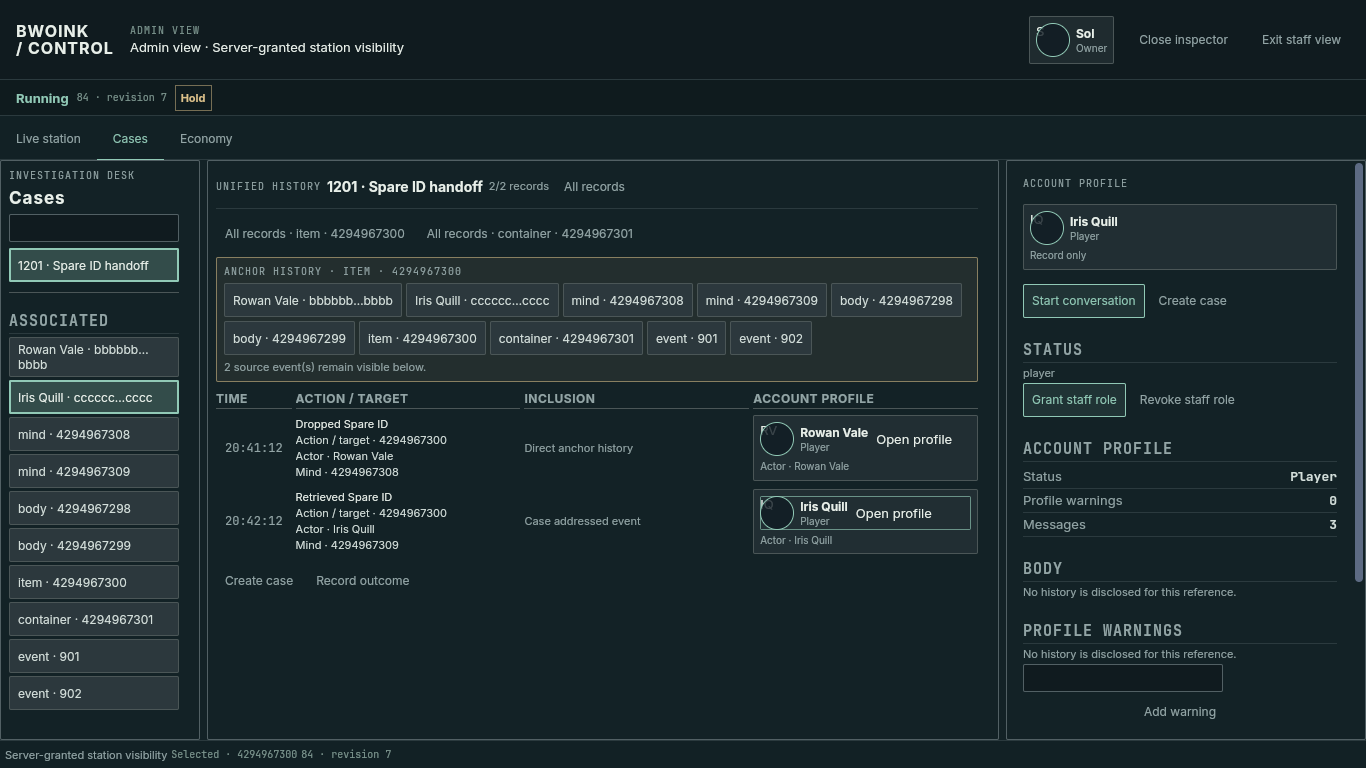 BWOINK
/ CONTROL
ADMIN VIEW
Admin view · Server-granted station visibility
Sol
Owner
Close inspector
Exit staff view
Running
84 · revision 7
Hold
Live station
Cases
Economy
INVESTIGATION DESK
Cases
1201 · Spare ID handoff
ASSOCIATED
Rowan Vale · bbbbbb…
bbbb
Iris Quill · cccccc…cccc
mind · 4294967308
mind · 4294967309
body · 4294967298
body · 4294967299
item · 4294967300
container · 4294967301
event · 901
event · 902
UNIFIED HISTORY 1201 · Spare ID handoff 2/2 records All records
All records · item · 4294967300
All records · container · 4294967301
ANCHOR HISTORY · ITEM · 4294967300
Rowan Vale · bbbbbb…bbbb
Iris Quill · cccccc…cccc
mind · 4294967308
mind · 4294967309
body · 4294967298
body · 4294967299
item · 4294967300
container · 4294967301
event · 901
event · 902
2 source event(s) remain visible below.
TIME
ACTION / TARGET
INCLUSION
ACCOUNT PROFILE
20:41:12
Dropped Spare ID
Action / target · 4294967300
Actor · Rowan Vale
Mind · 4294967308
Direct anchor history
RV
Rowan Vale
Player
Open profile
Actor · Rowan Vale
20:42:12
Retrieved Spare ID
Action / target · 4294967300
Actor · Iris Quill
Mind · 4294967309
Case addressed event
IQ
Iris Quill
Player
Open profile
Actor · Iris Quill
Create case
Record outcome
ACCOUNT PROFILE
IQ
Iris Quill
Player
Record only
Start conversation
Create case
STATUS
player
Grant staff role
Revoke staff role
ACCOUNT PROFILE
Status Player
Profile warnings 0
Messages 3
BODY
No history is disclosed for this reference.
PROFILE WARNINGS
No history is disclosed for this reference.
Add warning
Server-granted station visibility Selected · 4294967300 84 · revision 7